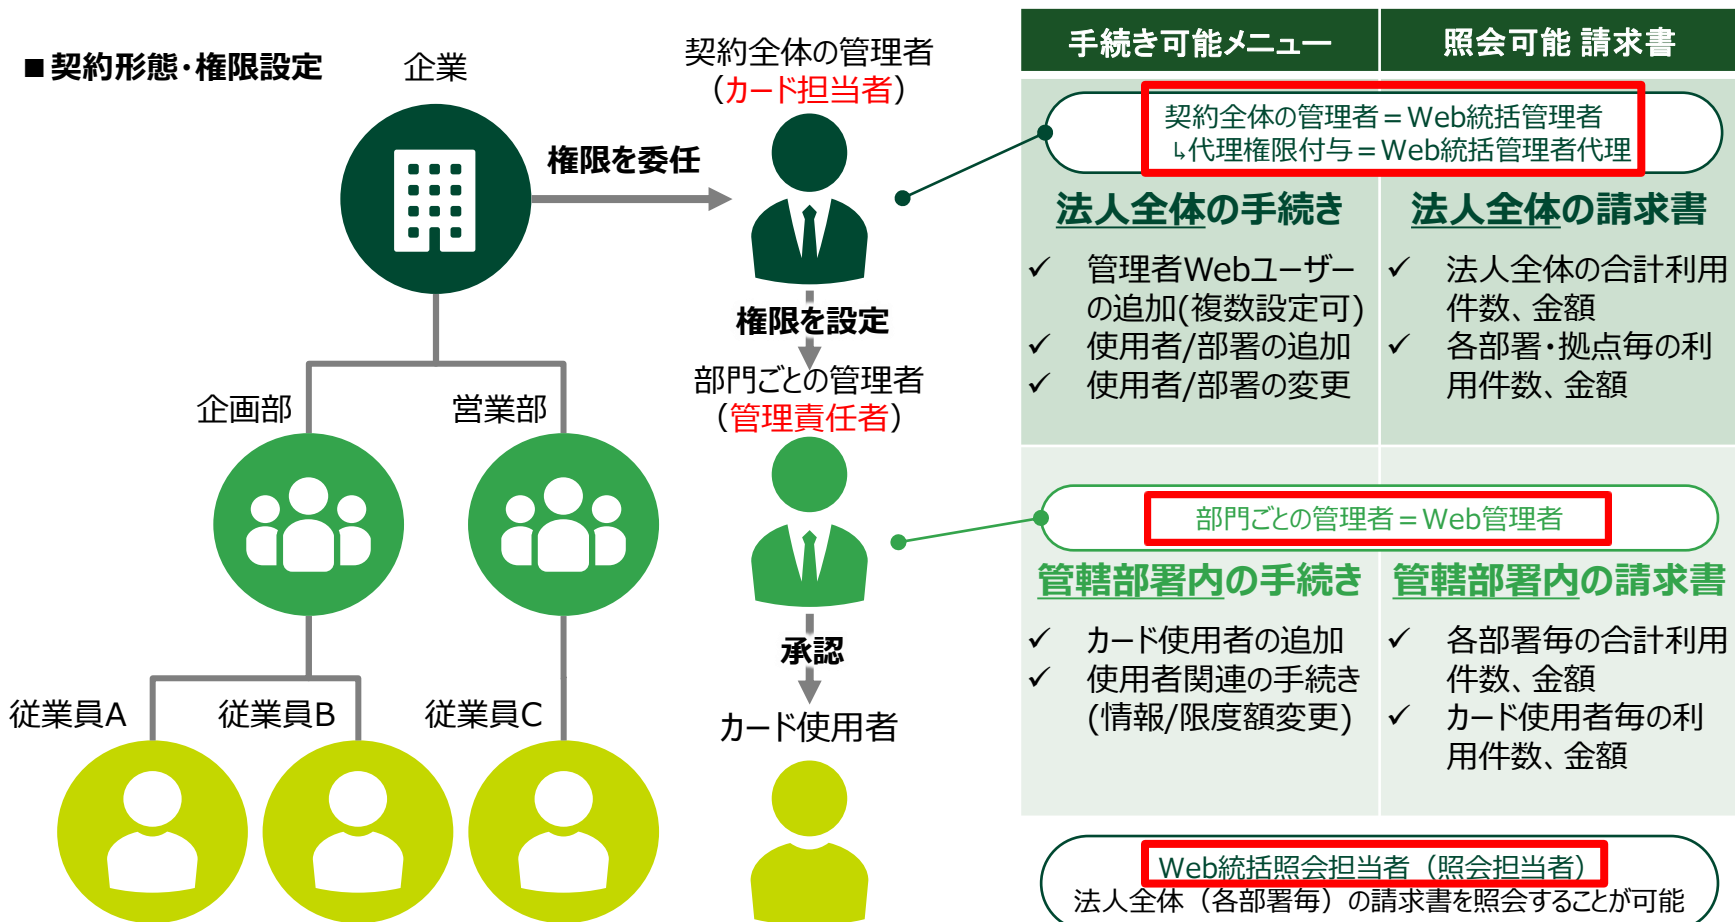 ■契約形態・権限設定
企業
契約全体の管理者
（カード担当者）
権限を委任
権限を設定
部門ごとの管理者
（管理責任者）
企画部
営業部
承認
従業員A
従業員B
従業員C
カード使用者
手続き可能メニュー
照会可能 請求書
契約全体の管理者＝Web統括管理者
↳代理権限付与＝Web統括管理者代理
法人全体の手続き
✓ 管理者Webユーザー
の追加(複数設定可)
✓ 使用者/部署の追加
✓ 使用者/部署の変更
法人全体の請求書
✓ 法人全体の合計利用
件数、金額
✓ 各部署・拠点毎の利
用件数、金額
部門ごとの管理者＝Web管理者
管轄部署内の手続き
✓ カード使用者の追加
✓ 使用者関連の手続き
(情報/限度額変更)
管轄部署内の請求書
✓ 各部署毎の合計利用
件数、金額
✓ カード使用者毎の利
用件数、金額
Web統括照会担当者（照会担当者）
法人全体（各部署毎）の請求書を照会することが可能